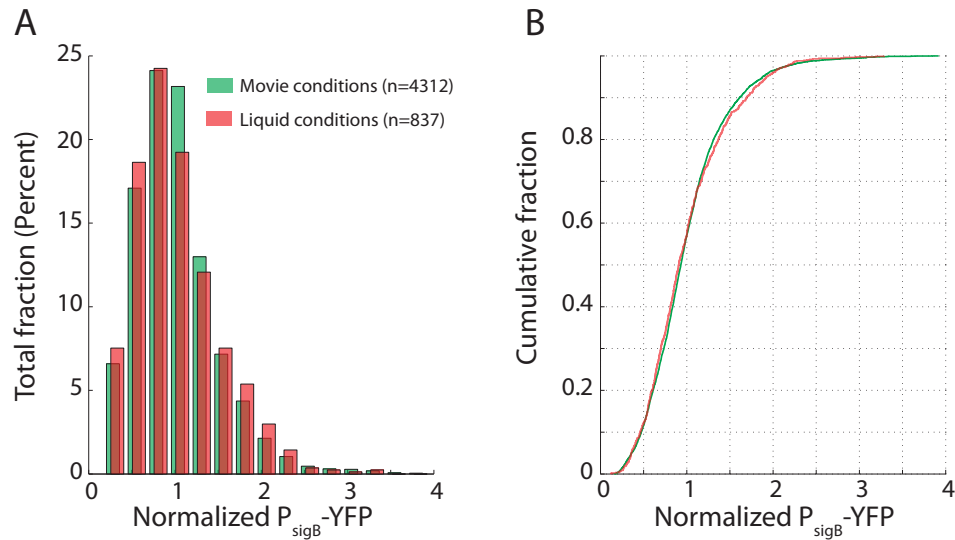 A
B
25
20
15
10
5
0
Total fraction (Percent)
Movie conditions (n=4312)
Liquid conditions (n=837)
0 1 2 3 4
Normalized PsigB-YFP
0.8
0.6
0.4
0.2
0
Cumulative fraction
0 1 2 3 4
Normalized PsigB-YFP